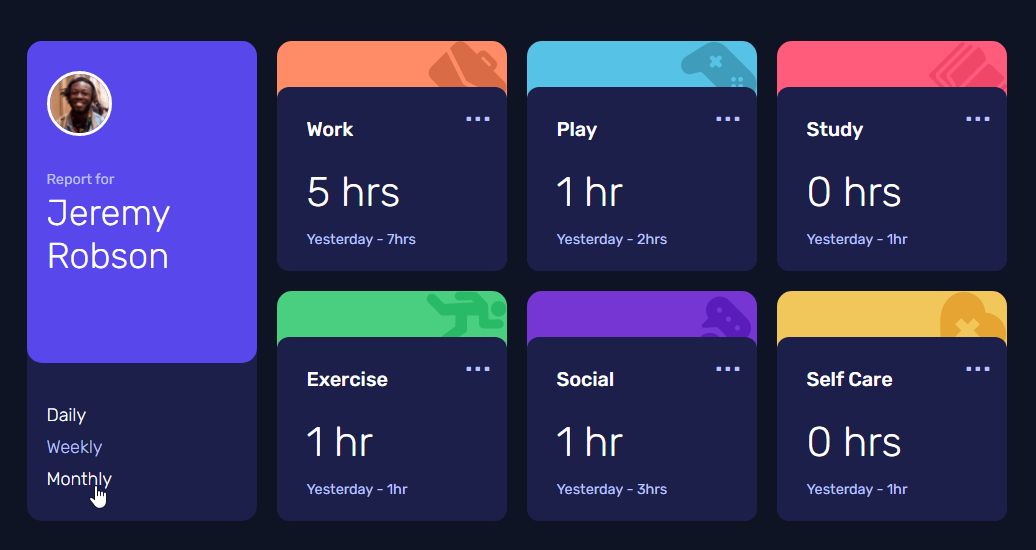 Report for
Jeremy
Robson
Daily
Weekly
Monthly
Work
5 hrs
Yesterday - 7hrs
Play
1 hr
Yesterday - 2hrs
Study
0 hrs
Yesterday - 1hr
Exercise
1 hr
Yesterday - 1hr
Social
1 hr
Yesterday - 3hrs
Self Care
0 hrs
Yesterday - 1hr